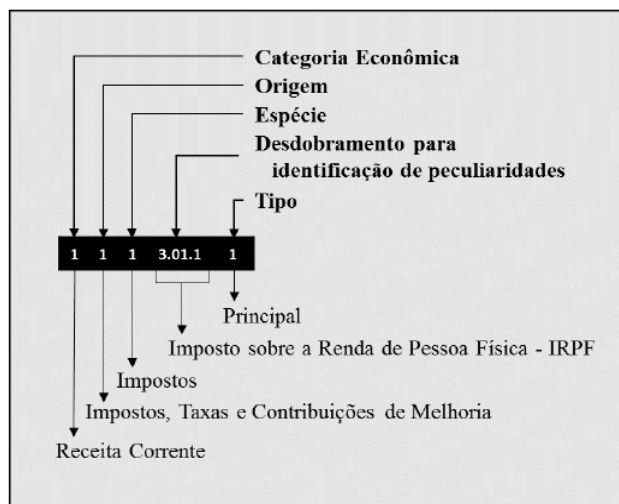 Categoria Econômica
Origem
Espécie
Desdobramento para
identificação de peculiaridades
Tipo
1 1 1 3.01.1 1
Principal
Imposto sobre a Renda de Pessoa Física - IRPF
Impostos
Impostos, Taxas e Contribuições de Melhoria
Receita Corrente